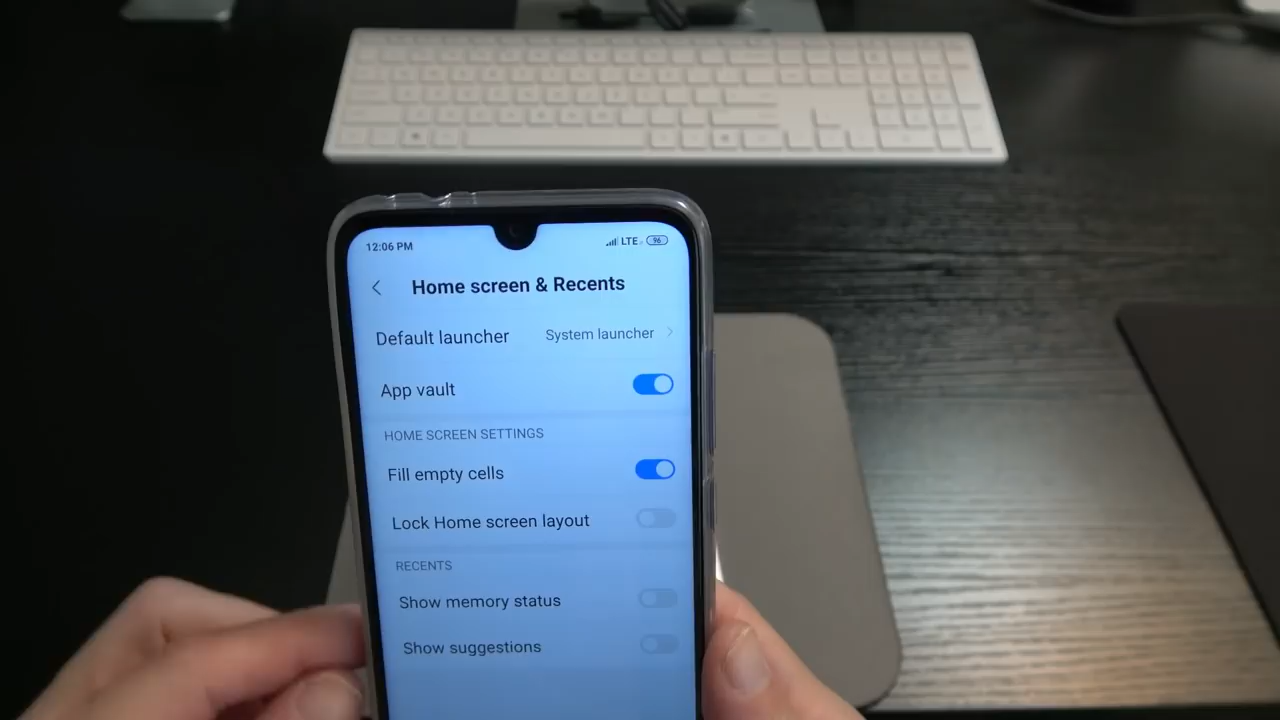 12:06 PM LTE 96
Home screen & Recents
Default launcher System launcher
App vault
HOME SCREEN SETTINGS
Fill empty cells
Lock Home screen layout
RECENTS
Show memory status
Show suggestions